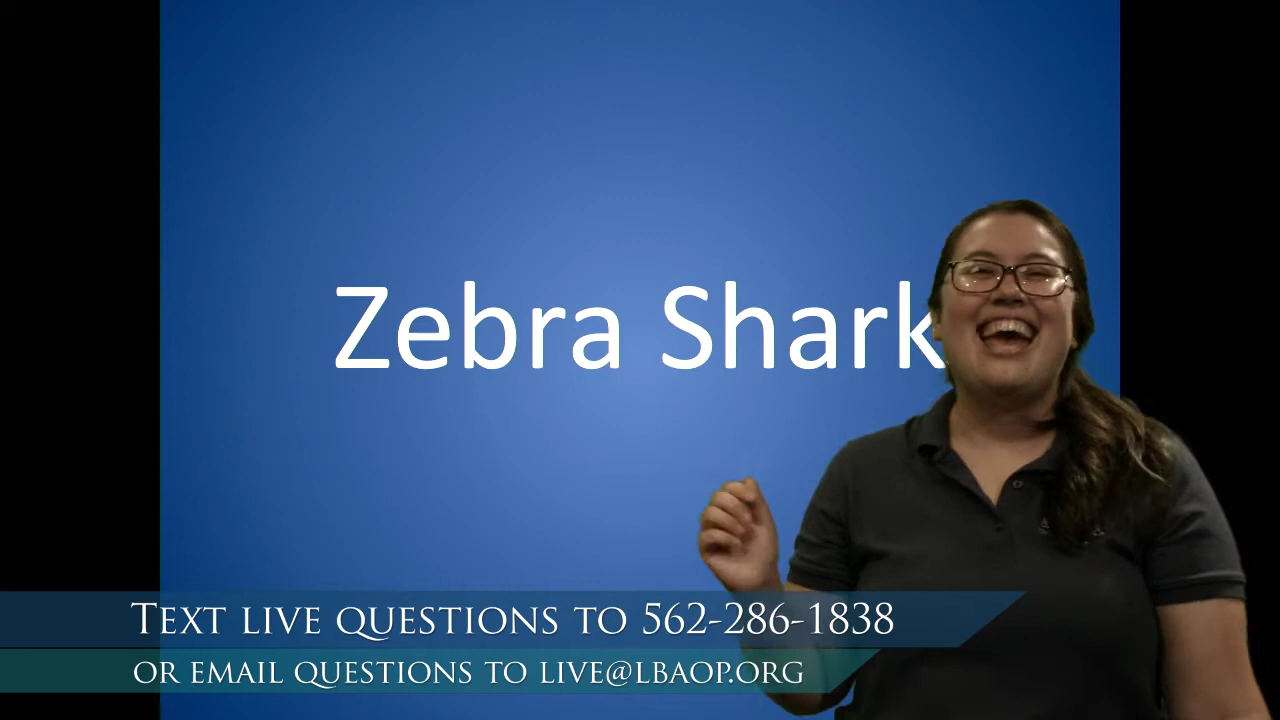 Zebra Shark
Text live questions to 562-286-1838
or email questions to live@lbaop.org